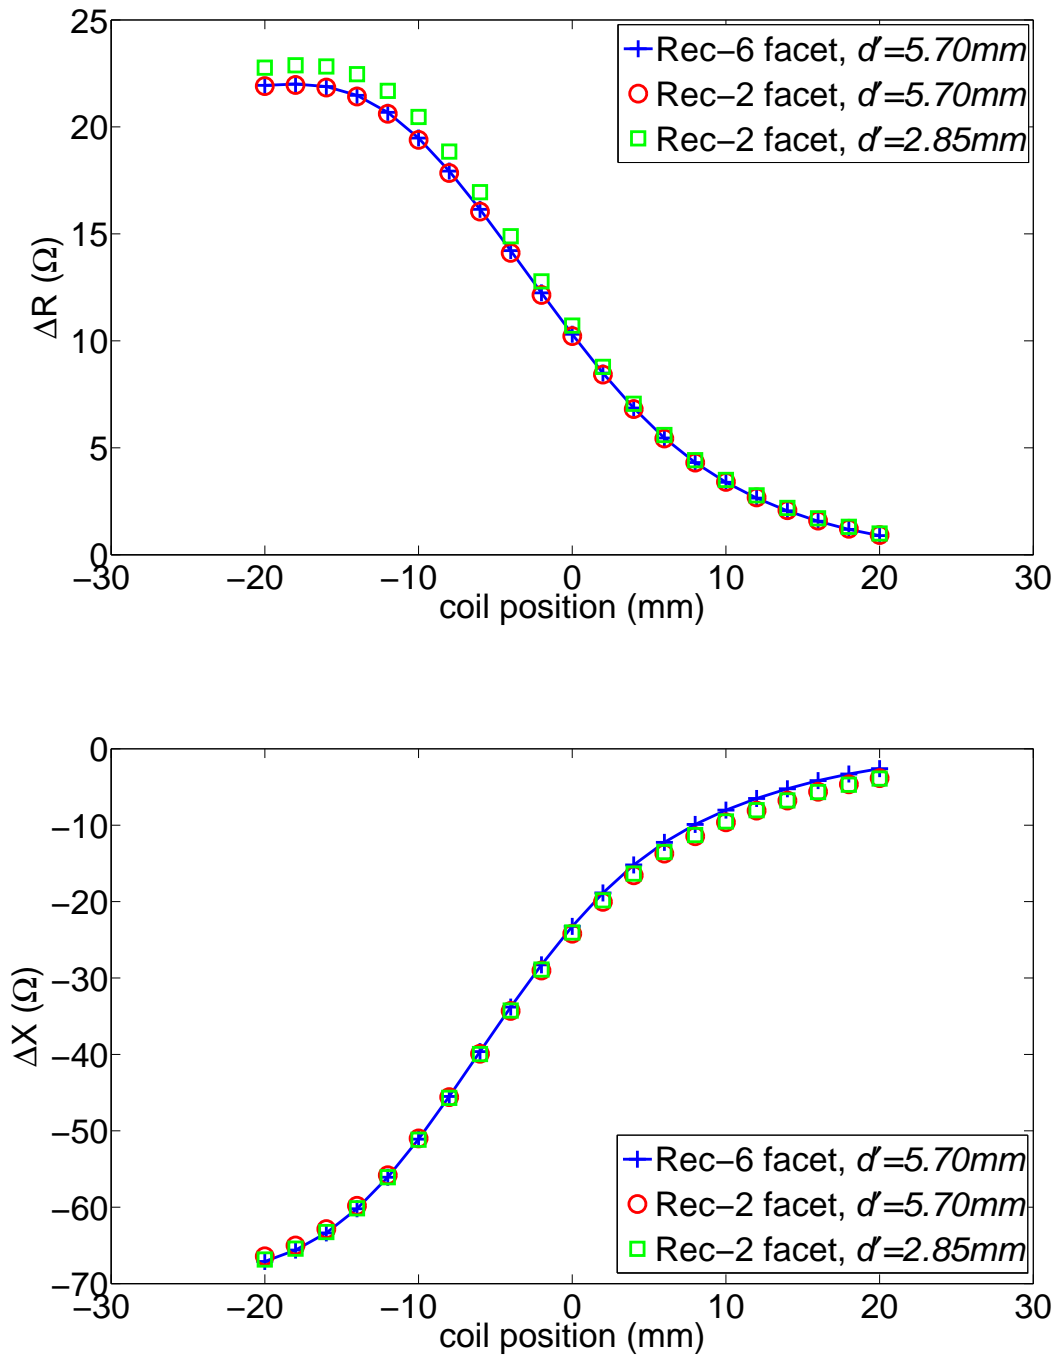 25
20
15
10
5
0
ΔR (Ω)
−30
−20
−10
0
10
20
30
coil position (mm)
Rec−6 facet, d′=5.70mm
Rec−2 facet, d′=5.70mm
Rec−2 facet, d′=2.85mm
0
−10
−20
−30
−40
−50
−60
−70
ΔX (Ω)
−30
−20
−10
0
10
20
30
coil position (mm)
Rec−6 facet, d′=5.70mm
Rec−2 facet, d′=5.70mm
Rec−2 facet, d′=2.85mm